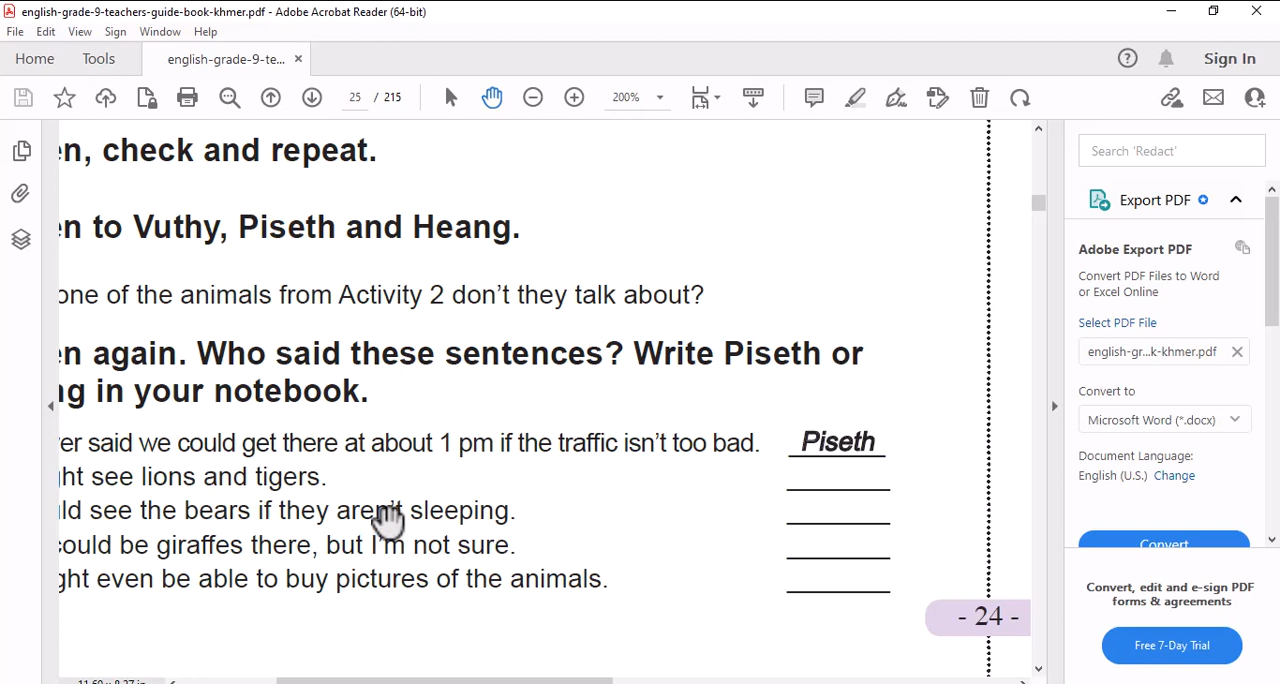 english-grade-9-teachers-guide-book-khmer.pdf - Adobe Acrobat Reader (64-bit)
File Edit View Sign Window Help
Home Tools english-grade-9-te... Sign In
25 / 215 200%
en, check and repeat.
en to Vuthy, Piseth and Heang.
one of the animals from Activity 2 don't they talk about?
en again. Who said these sentences? Write Piseth or
ng in your notebook.
er said we could get there at about 1 pm if the traffic isn't too bad. Piseth
ght see lions and tigers.
ld see the bears if they aren't sleeping.
could be giraffes there, but I'm not sure.
ght even be able to buy pictures of the animals.
- 24 -
Search 'Redact'
Export PDF
Adobe Export PDF
Convert PDF Files to Word
or Excel Online
Select PDF File
english-gr...k-khmer.pdf
Convert to
Microsoft Word (*.docx)
Document Language:
English (U.S.) Change
Convert
Convert, edit and e-sign PDF
forms & agreements
Free 7-Day Trial